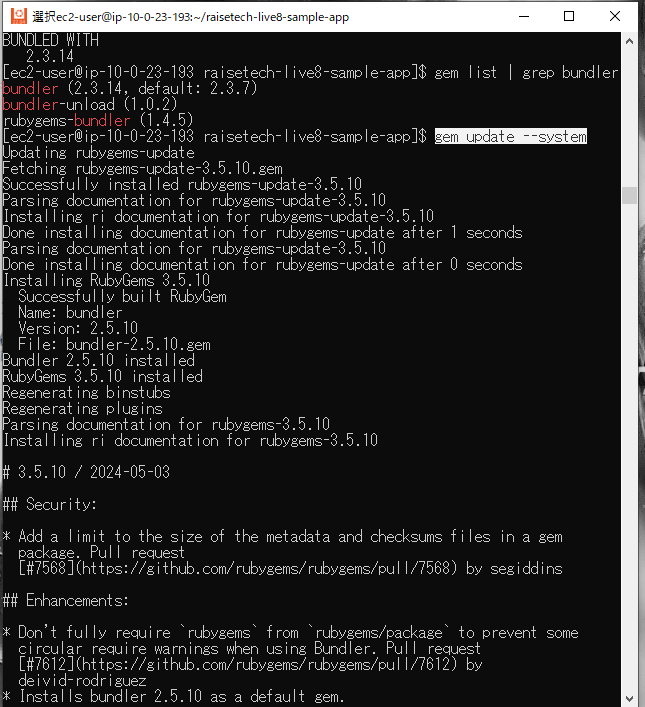 選択ec2-user@ip-10-0-23-193:~/raisetech-live8-sample-app
BUNDLED WITH
   2.3.14
[ec2-user@ip-10-0-23-193 raisetech-live8-sample-app]$ gem list | grep bundler
bundler (2.3.14, default: 2.3.7)
bundler-unload (1.0.2)
rubygems-bundler (1.4.5)
[ec2-user@ip-10-0-23-193 raisetech-live8-sample-app]$ gem update --system
Updating rubygems-update
Fetching rubygems-update-3.5.10.gem
Successfully installed rubygems-update-3.5.10
Parsing documentation for rubygems-update-3.5.10
Installing ri documentation for rubygems-update-3.5.10
Done installing documentation for rubygems-update after 1 seconds
Parsing documentation for rubygems-update-3.5.10
Done installing documentation for rubygems-update after 0 seconds
Installing RubyGems 3.5.10
  Successfully built RubyGem
  Name: bundler
  Version: 2.5.10
  File: bundler-2.5.10.gem
Bundler 2.5.10 installed
RubyGems 3.5.10 installed
Regenerating binstubs
Regenerating plugins
Parsing documentation for rubygems-3.5.10
Installing ri documentation for rubygems-3.5.10
# 3.5.10 / 2024-05-03
## Security:
* Add a limit to the size of the metadata and checksums files in a gem
  package. Pull request
  [#7568](https://github.com/rubygems/rubygems/pull/7568) by segiddins
## Enhancements:
* Don't fully require `rubygems` from `rubygems/package` to prevent some
  circular require warnings when using Bundler. Pull request
  [#7612](https://github.com/rubygems/rubygems/pull/7612) by
  deivid-rodriguez
* Installs bundler 2.5.10 as a default gem.